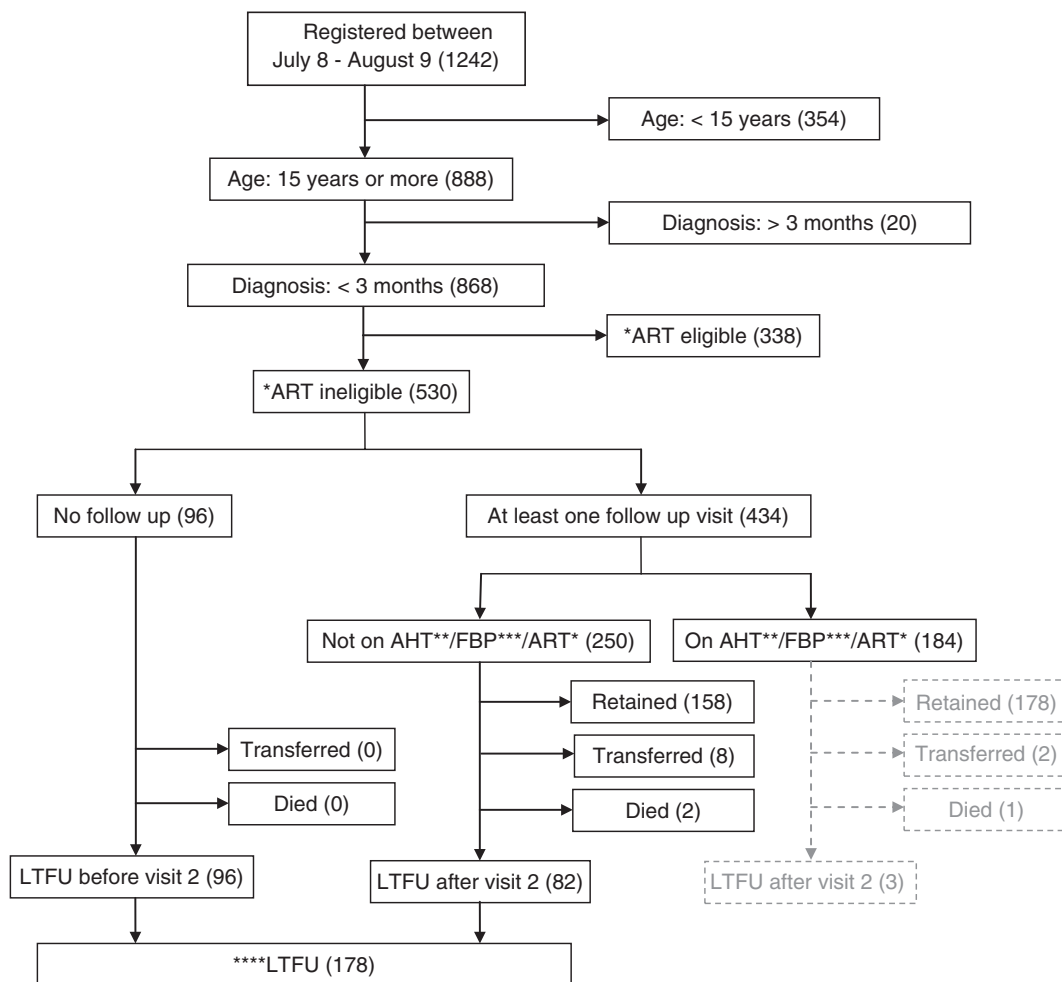 Registered between
July 8 - August 9 (1242)
Age: < 15 years (354)
Age: 15 years or more (888)
Diagnosis: > 3 months (20)
Diagnosis: < 3 months (868)
*ART eligible (338)
*ART ineligible (530)
No follow up (96)
At least one follow up visit (434)
Not on AHT**/FBP***/ART* (250)
On AHT**/FBP***/ART* (184)
Retained (158)
Retained (178)
Transferred (0)
Transferred (8)
Transferred (2)
Died (0)
Died (2)
Died (1)
LTFU before visit 2 (96)
LTFU after visit 2 (82)
LTFU after visit 2 (3)
****LTFU (178)